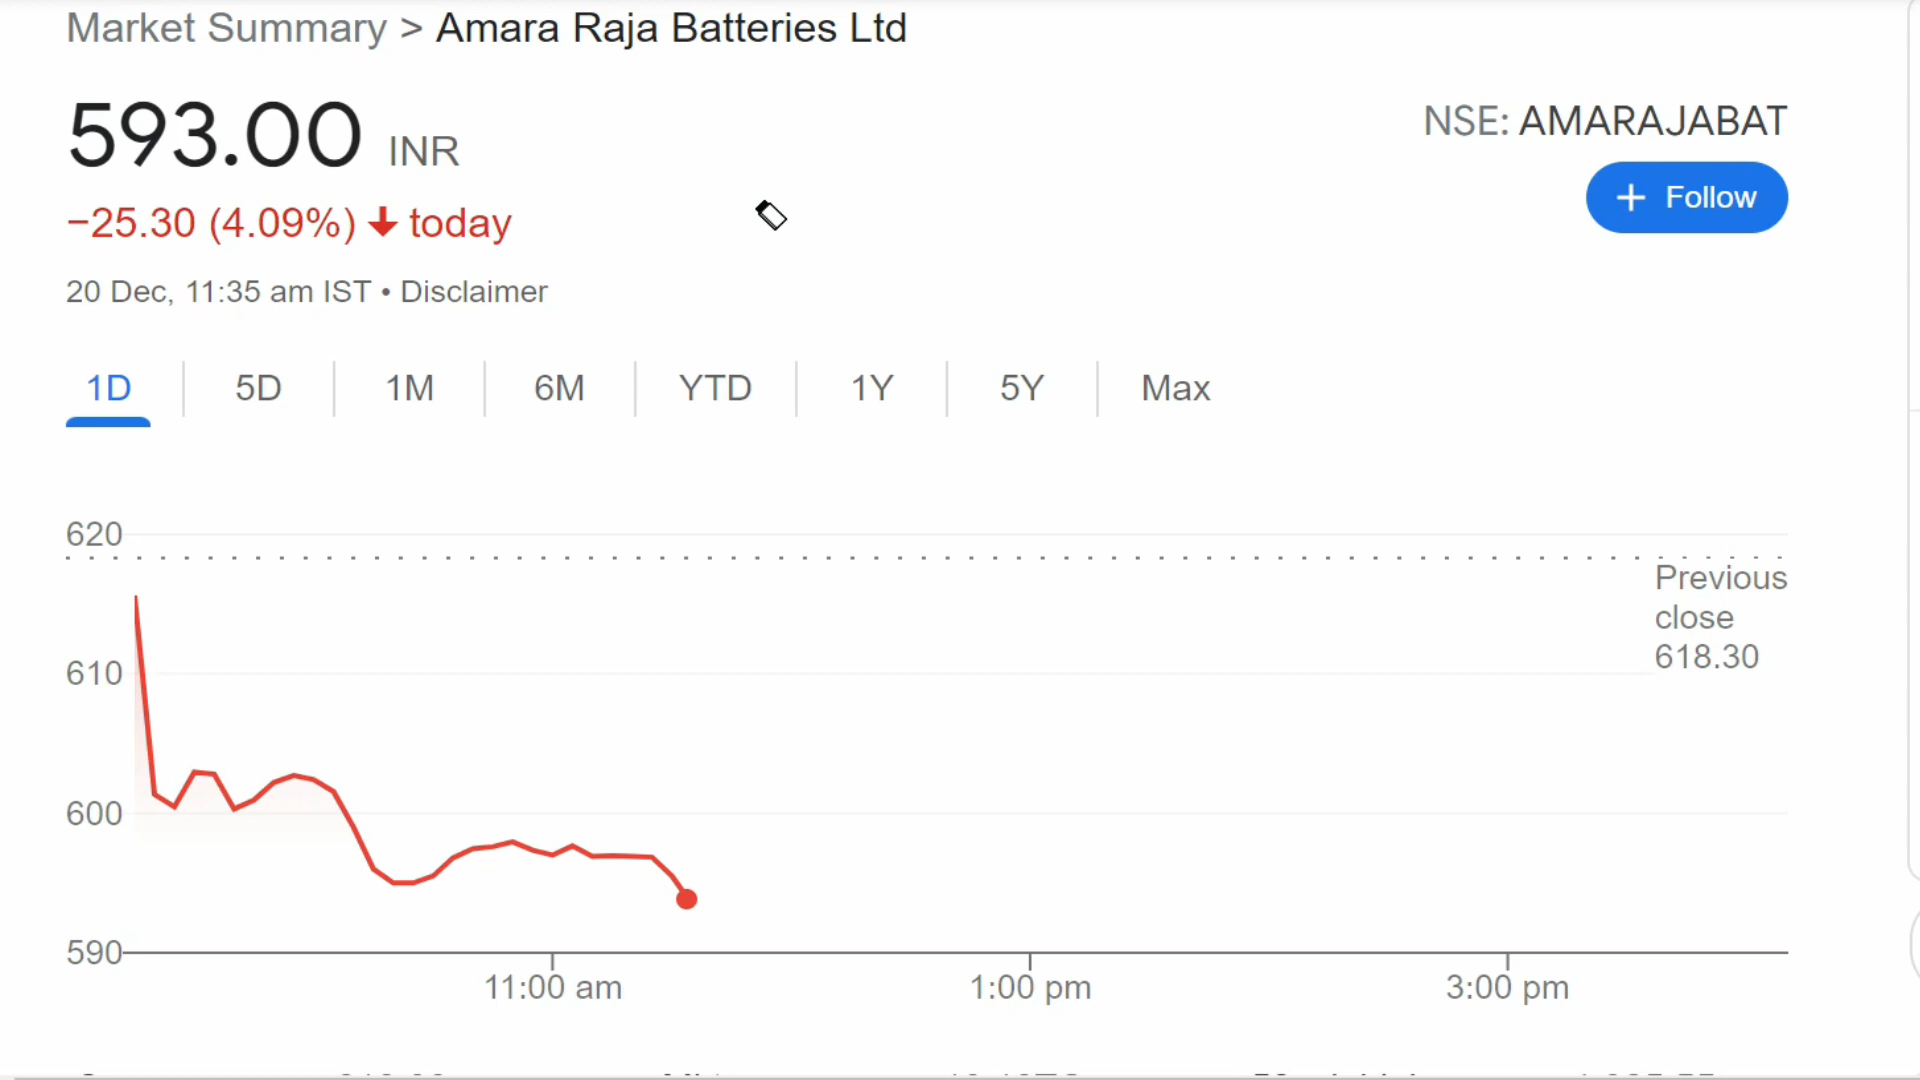 Market Summary > Amara Raja Batteries Ltd
593.00 INR
NSE: AMARAJABAT
+ Follow
−25.30 (4.09%) ↓ today
20 Dec, 11:35 am IST • Disclaimer
1D 5D 1M 6M YTD 1Y 5Y Max
620
Previous
close
618.30
610
600
590
11:00 am 1:00 pm 3:00 pm